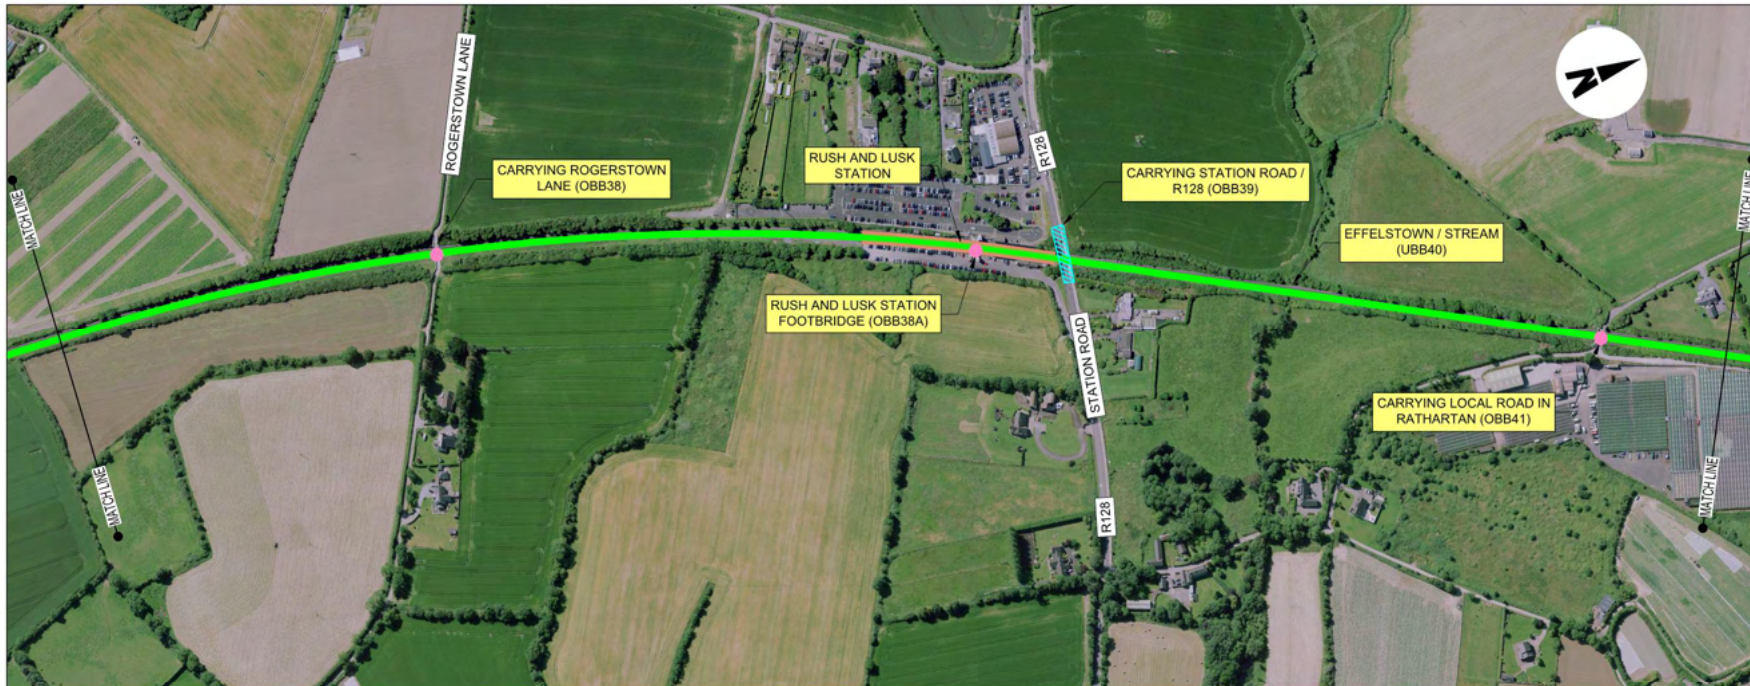 ROGERSTOWN LANE
N
MATCH LINE
MATCH LINE
CARRYING ROGERSTOWN
LANE (OBB38)
RUSH AND LUSK
STATION
R128
CARRYING STATION ROAD /
R128 (OBB39)
EFFELSTOWN / STREAM
(UBB40)
RUSH AND LUSK STATION
FOOTBRIDGE (OBB38A)
STATION ROAD
CARRYING LOCAL ROAD IN
RATHARTAN (OBB41)
MATCH LINE
MATCH LINE
R128